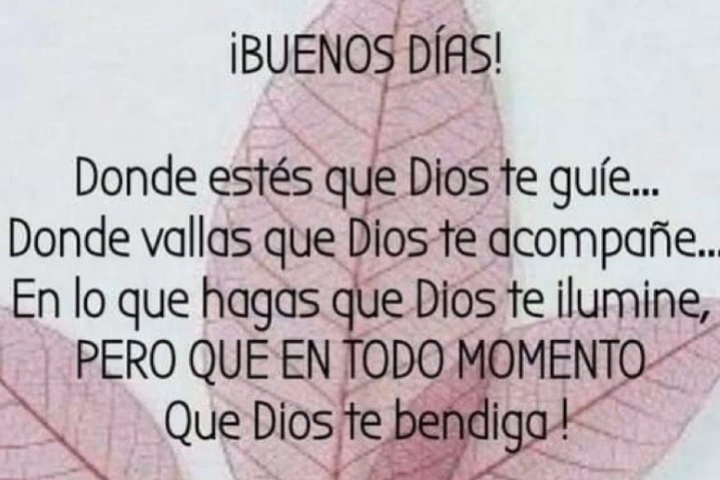 ¡BUENOS DÍAS!
Donde estés que Dios te guíe...
Donde vallas que Dios te acompañe...
En lo que hagas que Dios te ilumine,
PERO QUE EN TODO MOMENTO
Que Dios te bendiga !